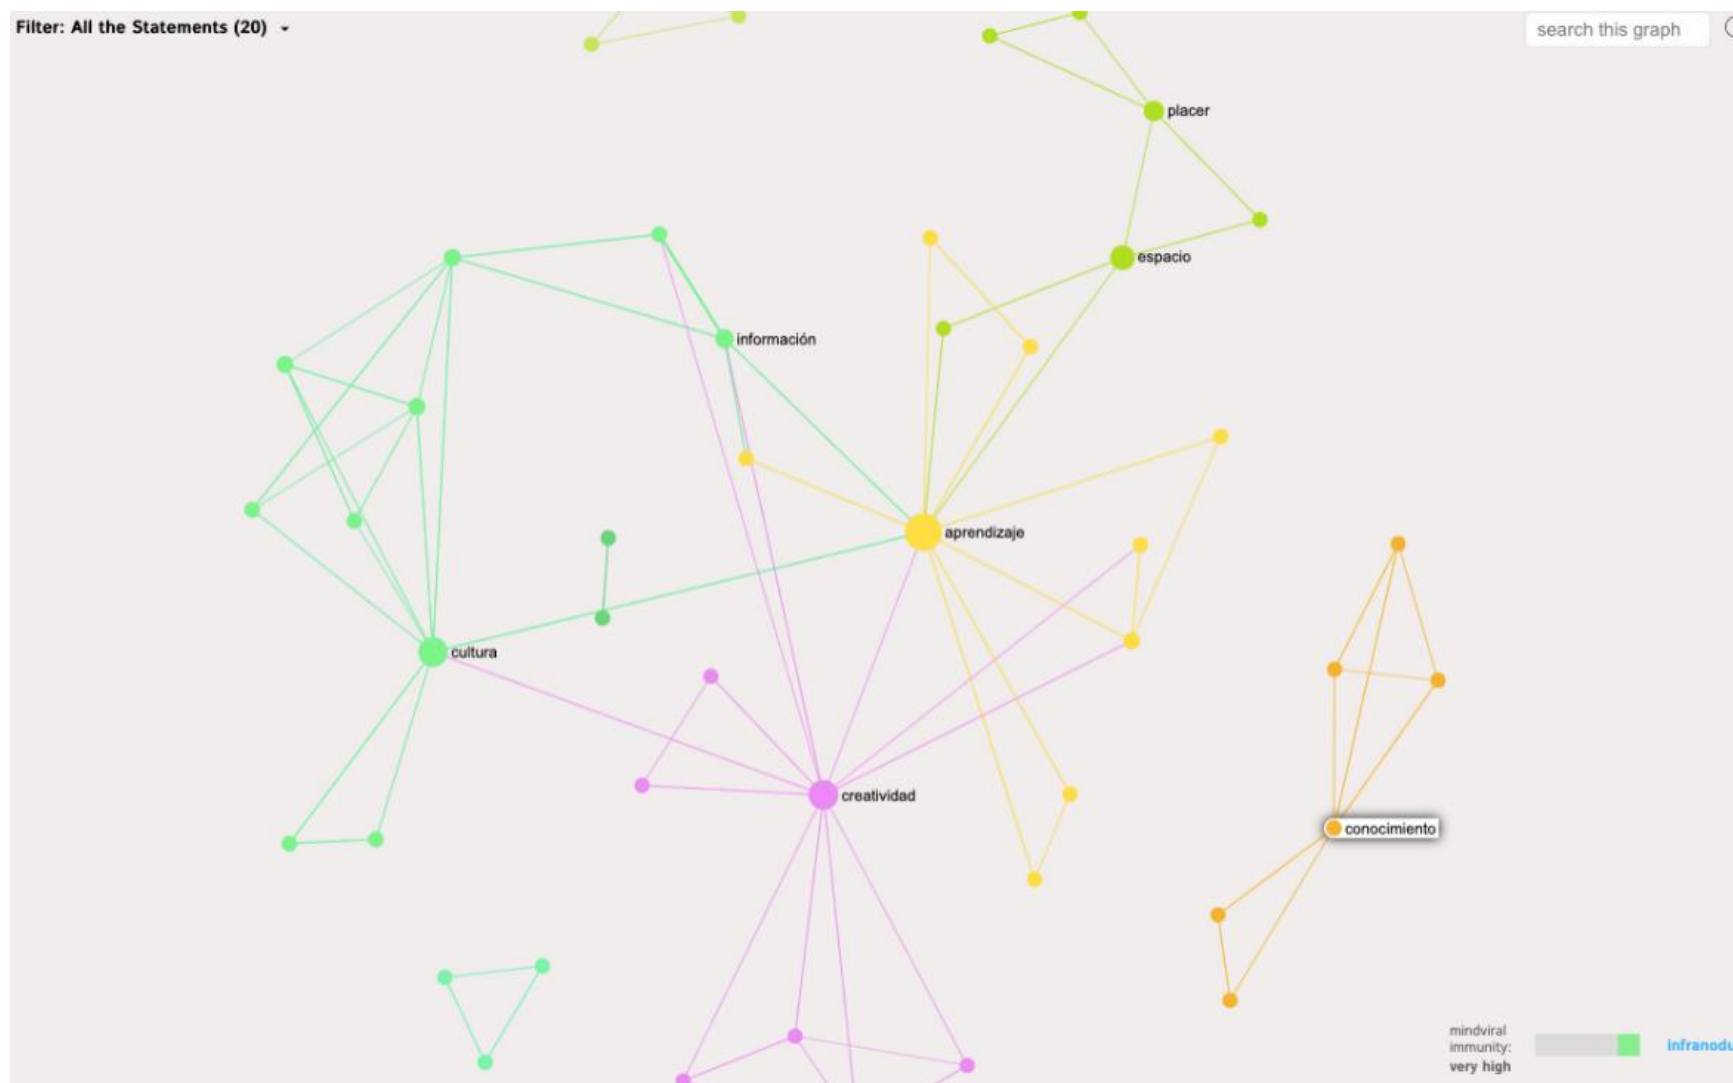 Filter: All the Statements (20)
search this graph
placer
espacio
información
aprendizaje
cultura
creatividad
conocimiento
mindviral
immunity:
very high
infranodu